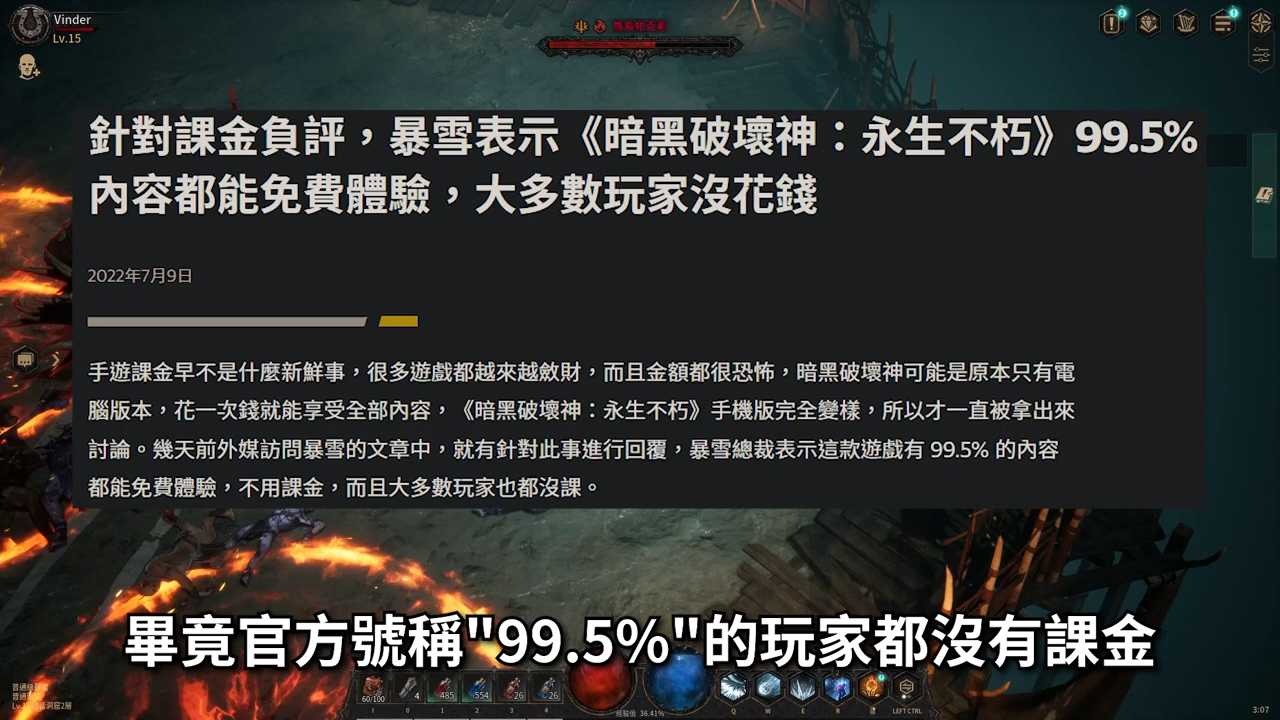 Vinder
Lv.15
針對課金負評，暴雪表示《暗黑破壞神：永生不朽》99.5%
內容都能免費體驗，大多數玩家沒花錢
2022年7月9日
手遊課金早不是什麼新鮮事，很多遊戲都越來越斂財，而且金額都很恐怖，暗黑破壞神可能是原本只有電
腦版本，花一次錢就能享受全部內容，《暗黑破壞神：永生不朽》手機版完全變樣，所以才一直被拿出來
討論。幾天前外媒訪問暴雪的文章中，就有針對此事進行回覆，暴雪總裁表示這款遊戲有 99.5% 的內容
都能免費體驗，不用課金，而且大多數玩家也都沒課。
畢竟官方號稱"99.5%"的玩家都沒有課金
60/100 4 485 554 26 26
I 0 1 2 3 4 Q W E R LEFT CTRL
經驗值 36.41%
3:07